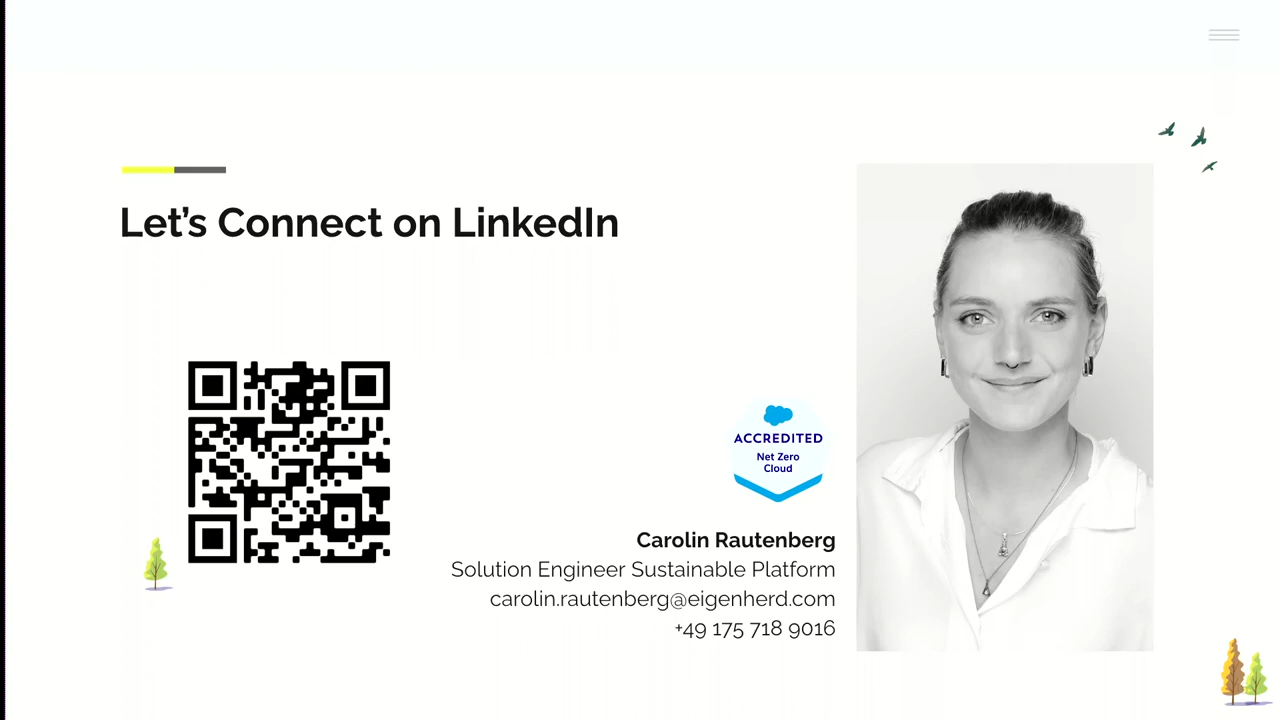 Let's Connect on LinkedIn
ACCREDITED
Net Zero
Cloud
Carolin Rautenberg
Solution Engineer Sustainable Platform
carolin.rautenberg@eigenherd.com
+49 175 718 9016